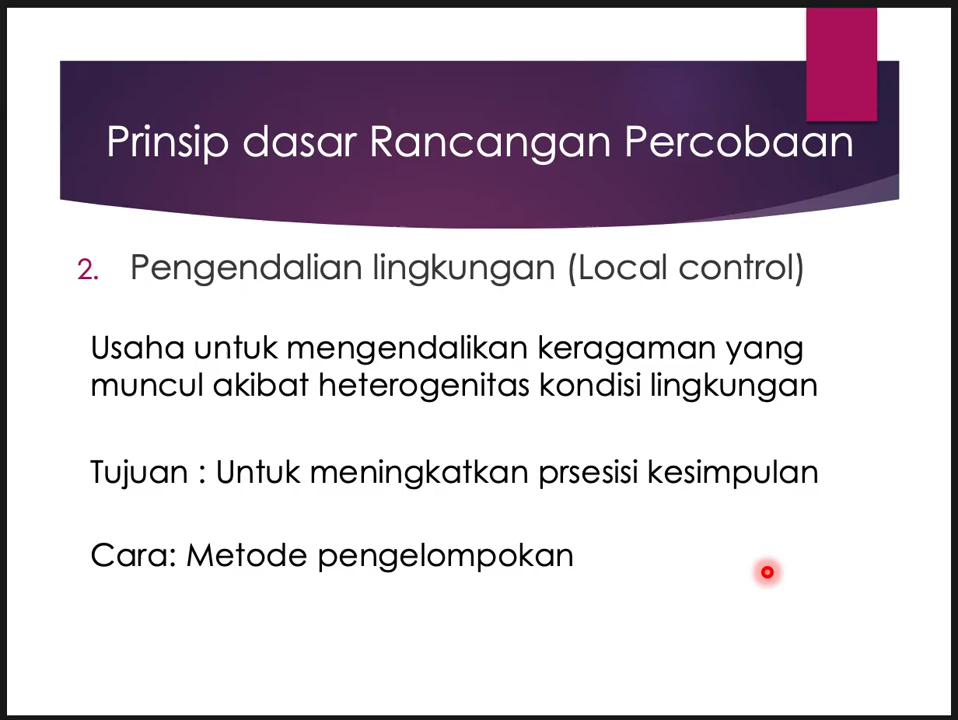 Prinsip dasar Rancangan Percobaan
2. Pengendalian lingkungan (Local control)
Usaha untuk mengendalikan keragaman yang
muncul akibat heterogenitas kondisi lingkungan
Tujuan : Untuk meningkatkan prsesisi kesimpulan
Cara: Metode pengelompokan